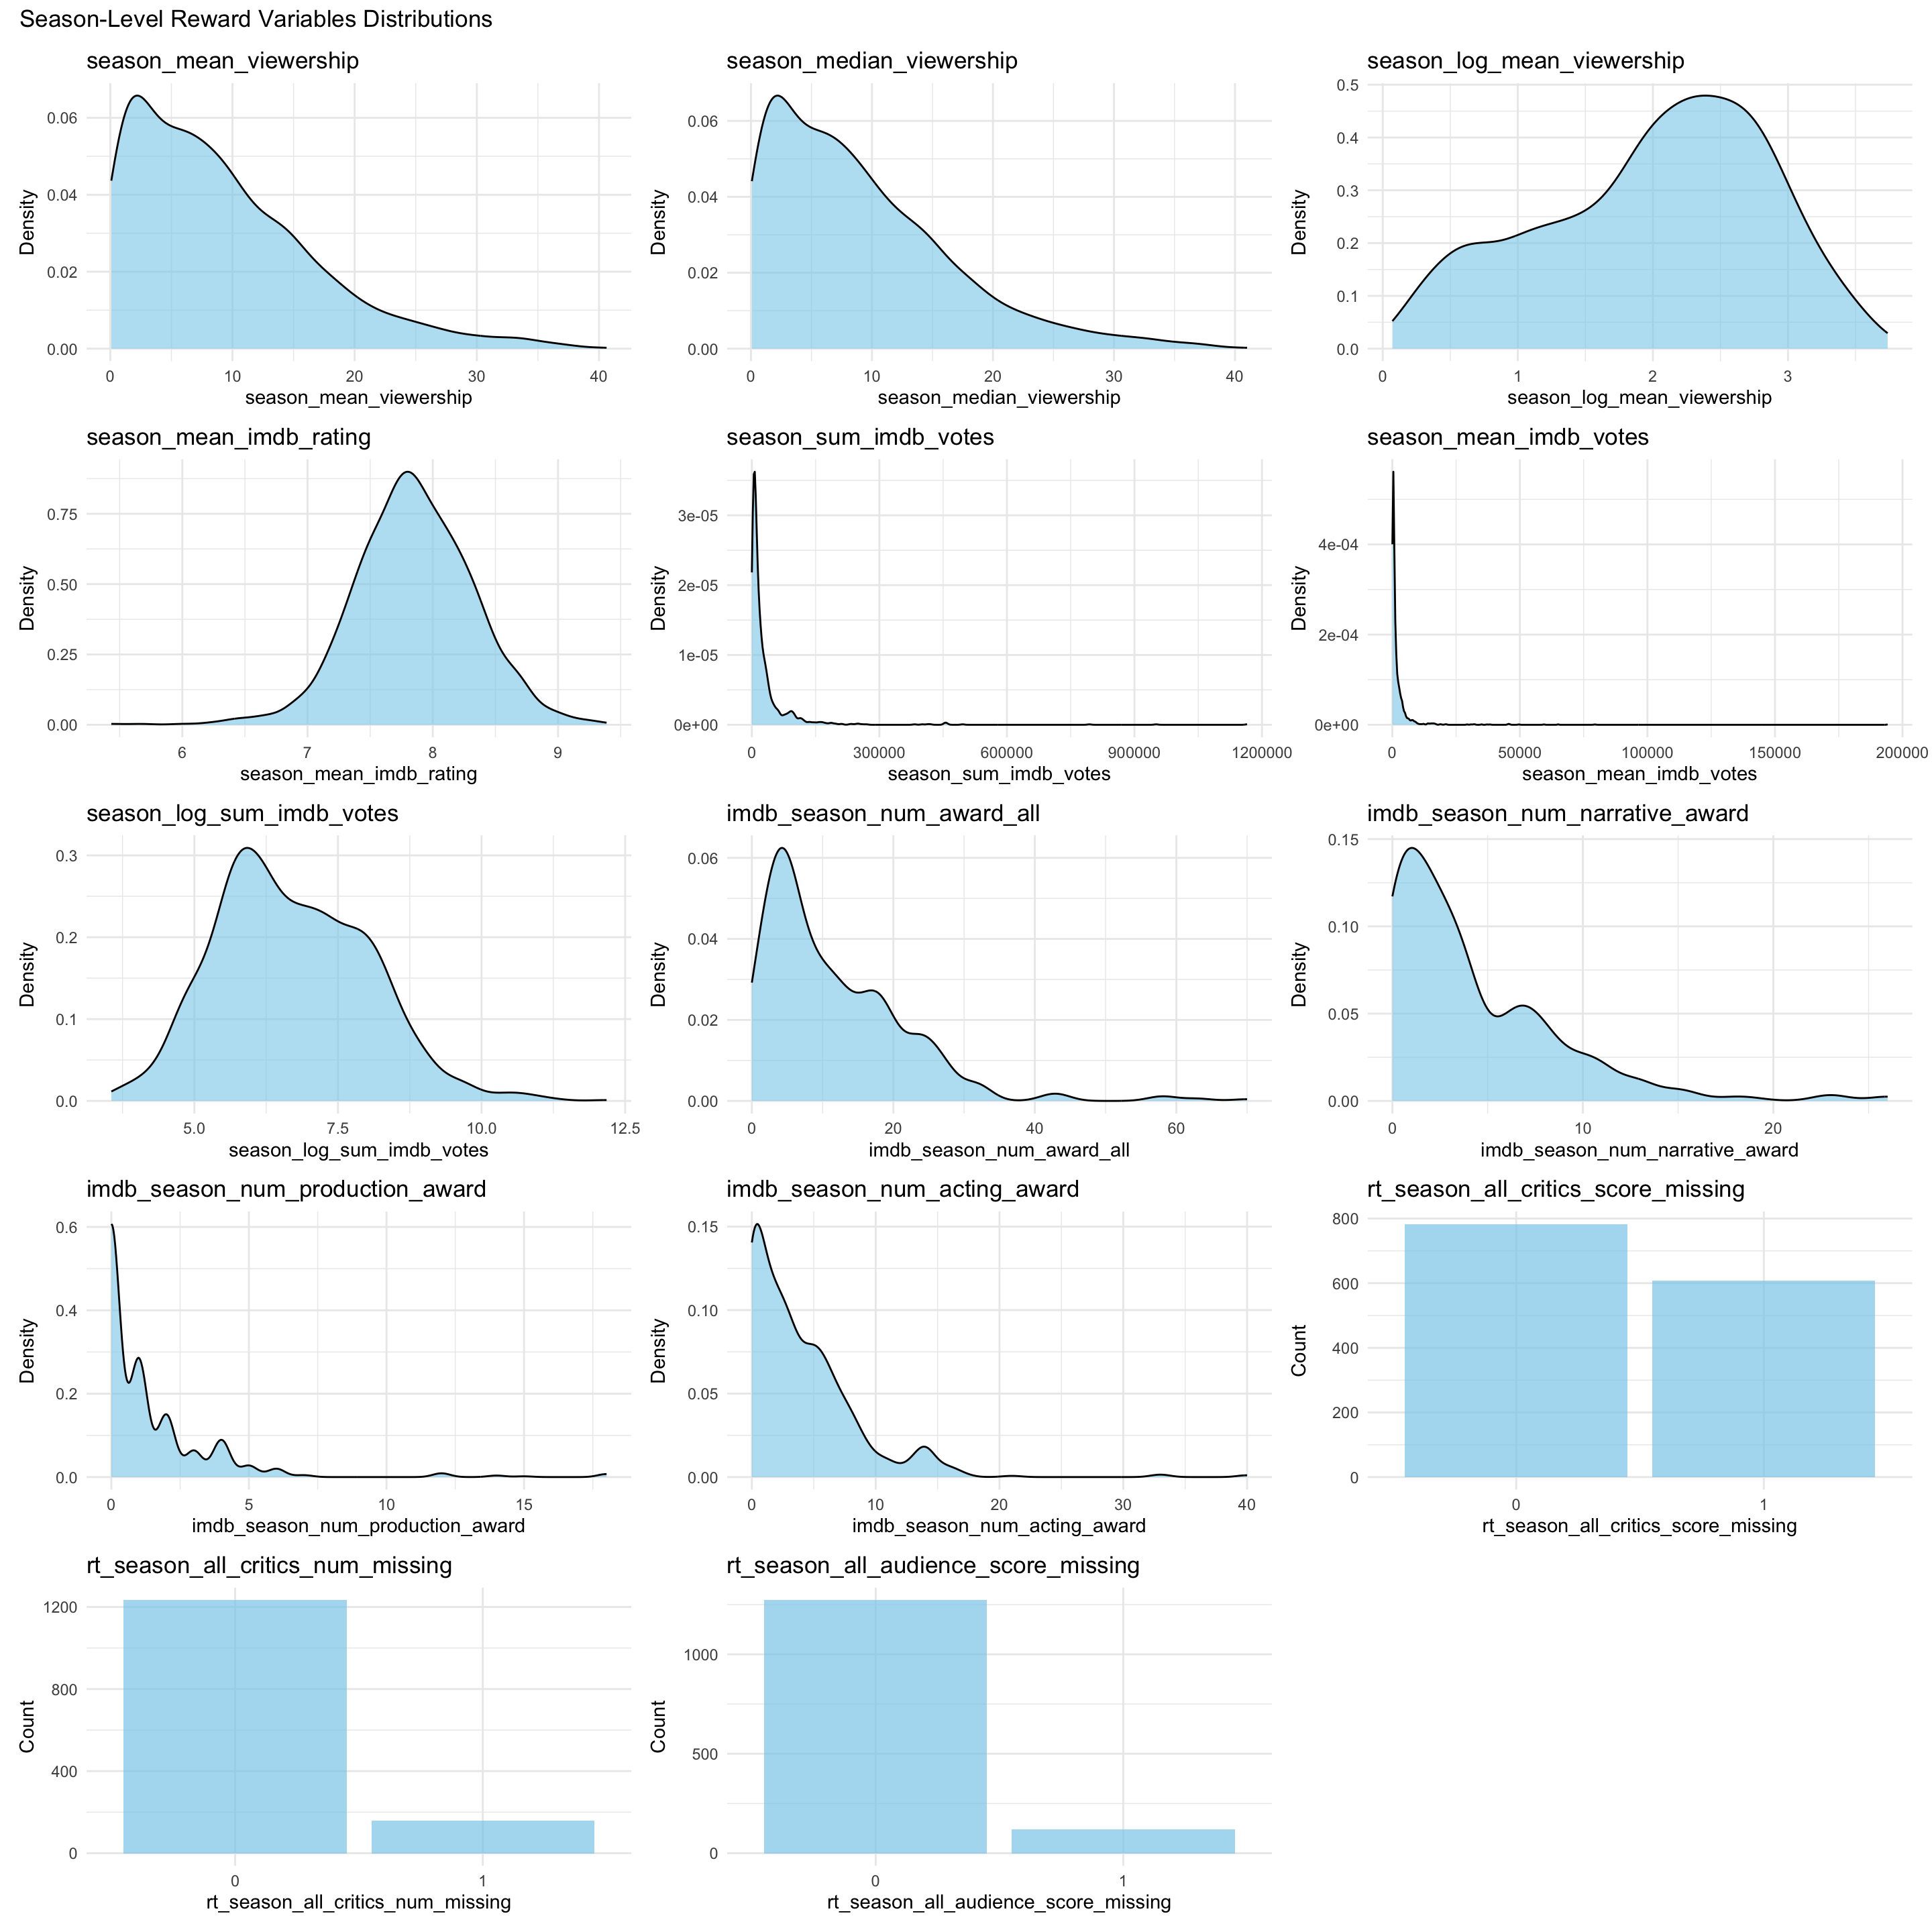 Season-Level Reward Variables Distributions
season_mean_viewership
season_median_viewership
season_log_mean_viewership
Density
0.06
0.04
0.02
0.00
0 10 20 30 40
season_mean_viewership
Density
0.06
0.04
0.02
0.00
0 10 20 30 40
season_median_viewership
Density
0.5
0.4
0.3
0.2
0.1
0.0
0 1 2 3
season_log_mean_viewership
season_mean_imdb_rating
season_sum_imdb_votes
season_mean_imdb_votes
Density
0.75
0.50
0.25
0.00
6 7 8 9
season_mean_imdb_rating
Density
3e-05
2e-05
1e-05
0e+00
0 300000 600000 900000 1200000
season_sum_imdb_votes
Density
4e-04
2e-04
0e+00
0 50000 100000 150000 200000
season_mean_imdb_votes
season_log_sum_imdb_votes
imdb_season_num_award_all
imdb_season_num_narrative_award
Density
0.3
0.2
0.1
0.0
5.0 7.5 10.0 12.5
season_log_sum_imdb_votes
Density
0.06
0.04
0.02
0.00
0 20 40 60
imdb_season_num_award_all
Density
0.15
0.10
0.05
0.00
0 10 20
imdb_season_num_narrative_award
imdb_season_num_production_award
imdb_season_num_acting_award
rt_season_all_critics_score_missing
Density
0.6
0.4
0.2
0.0
0 5 10 15
imdb_season_num_production_award
Density
0.15
0.10
0.05
0.00
0 10 20 30 40
imdb_season_num_acting_award
Count
800
600
400
200
0
0 1
rt_season_all_critics_score_missing
rt_season_all_critics_num_missing
rt_season_all_audience_score_missing
Count
1200
800
400
0
0 1
rt_season_all_critics_num_missing
Count
1000
500
0
0 1
rt_season_all_audience_score_missing